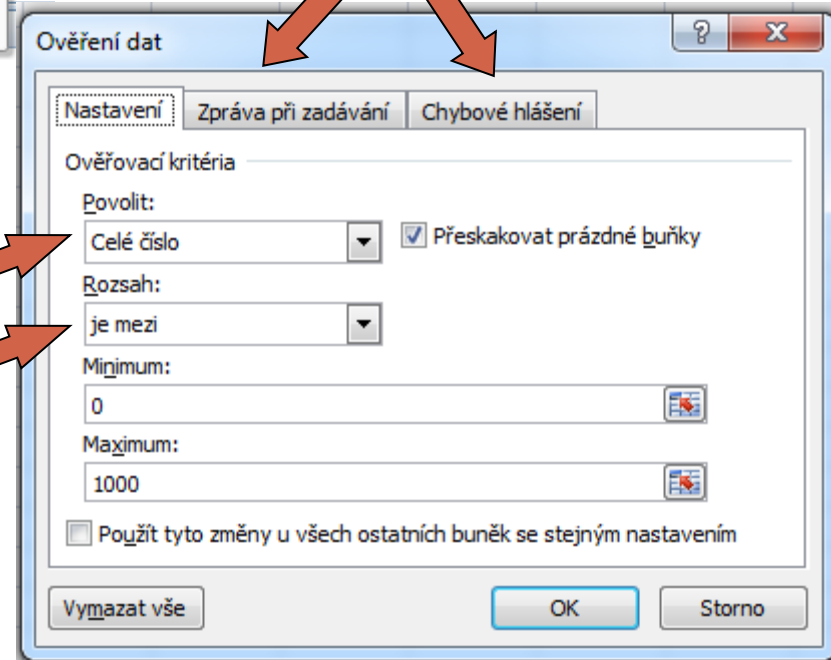 Ověření dat
Nastavení Zpráva při zadávání Chybové hlášení
Ověřovací kritéria
Povolit:
Celé číslo Přeskakovat prázdné buňky
Rozsah:
je mezi
Minimum:
0
Maximum:
1000
Použít tyto změny u všech ostatních buněk se stejným nastavením
Vymazat vše OK Storno